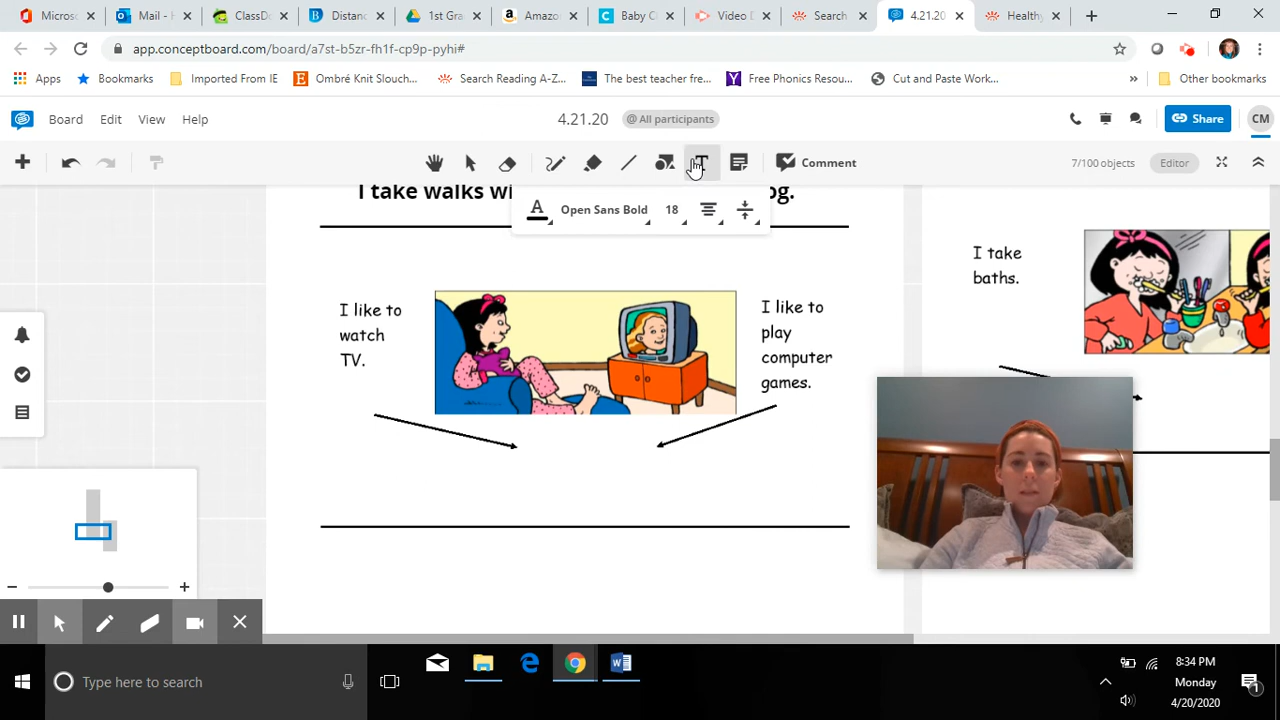 Microso
Mail - H
ClassDo
Distanc
1st Gra
Amazo
Baby C
Video D
Search
4.21.20
Healthy
app.conceptboard.com/board/a7st-b5zr-fh1f-cp9p-pyhi#
Apps
Bookmarks
Imported From IE
Ombré Knit Slouch...
Search Reading A-Z...
The best teacher fre...
Free Phonics Resou...
Cut and Paste Work...
»
Other bookmarks
Board
Edit
View
Help
4.21.20
@ All participants
Share
CM
Comment
7/100 objects
Editor
I take walks wi
og.
A
Open Sans Bold
18
I like to
watch
TV.
I like to
play
computer
games.
I take
baths.
Type here to search
8:34 PM
Monday
4/20/2020